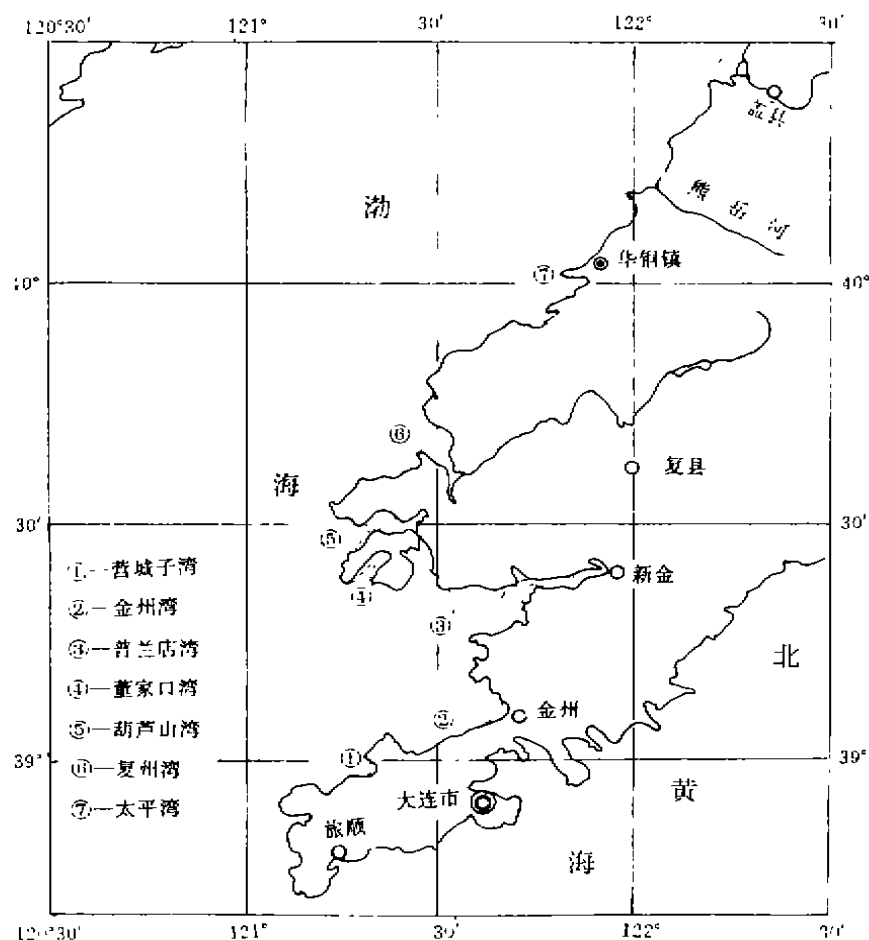 120°30′ 121° 30′ 122° 30′
渤
熊岳河
⑦ 华铜镇
40° 40°
⑥
复县
海
30′ 30′
⑤
①—营城子湾
新金
④
②—金州湾
③
③—普兰店湾
北
④—董家口湾
② 金州
⑤—葫芦山湾
① 
39° 39°
⑥—复州湾
黄
大连市
⑦—太平湾
旅顺
海
120°30′ 121° 30′ 122° 30′